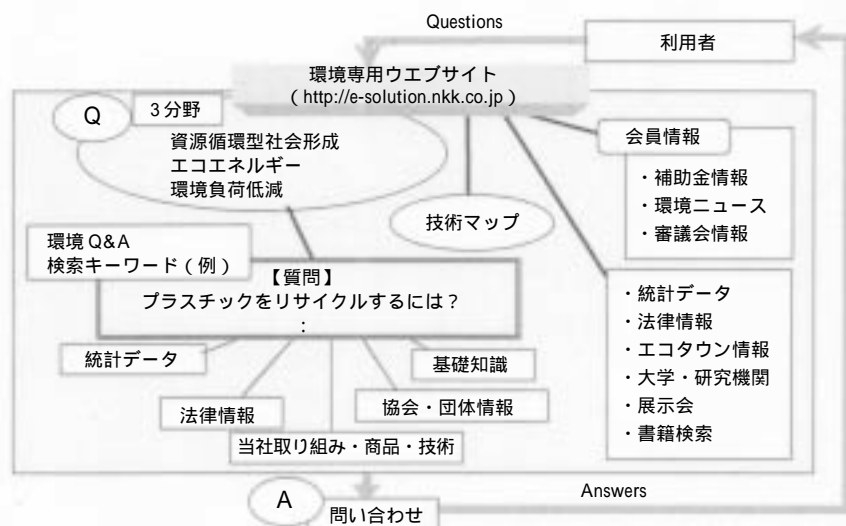 Questions
利用者
環境専用ウエブサイト
（http://e-solution.nkk.co.jp）
Q
3分野
資源循環型社会形成
エコエネルギー
環境負荷低減
技術マップ
会員情報
・補助金情報
・環境ニュース
・審議会情報
環境 Q&A
検索キーワード（例）
【質問】
プラスチックをリサイクルするには？
：
統計データ
法律情報
当社取り組み・商品・技術
協会・団体情報
基礎知識
・統計データ
・法律情報
・エコタウン情報
・大学・研究機関
・展示会
・書籍検索
A
問い合わせ
Answers